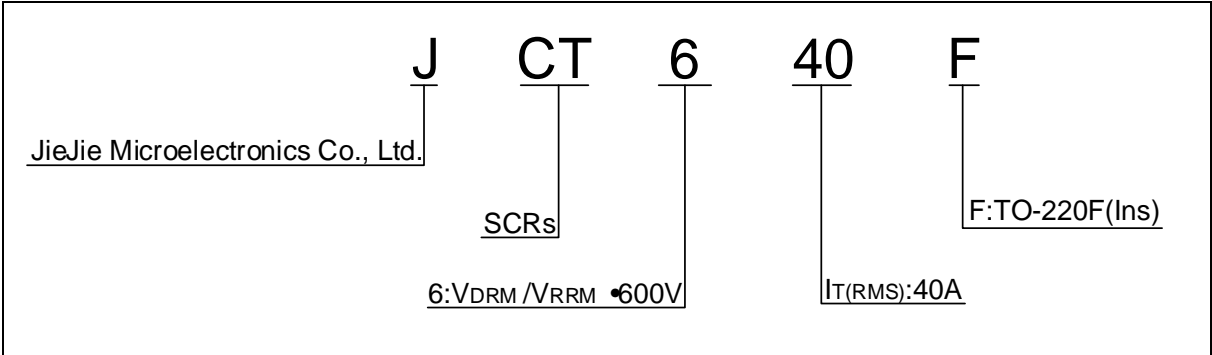 J CT 6 40 F
JieJie Microelectronics Co., Ltd.
F:TO-220F(Ins)
SCRs
6:VDRM/VRRM •600V
IT(RMS):40A